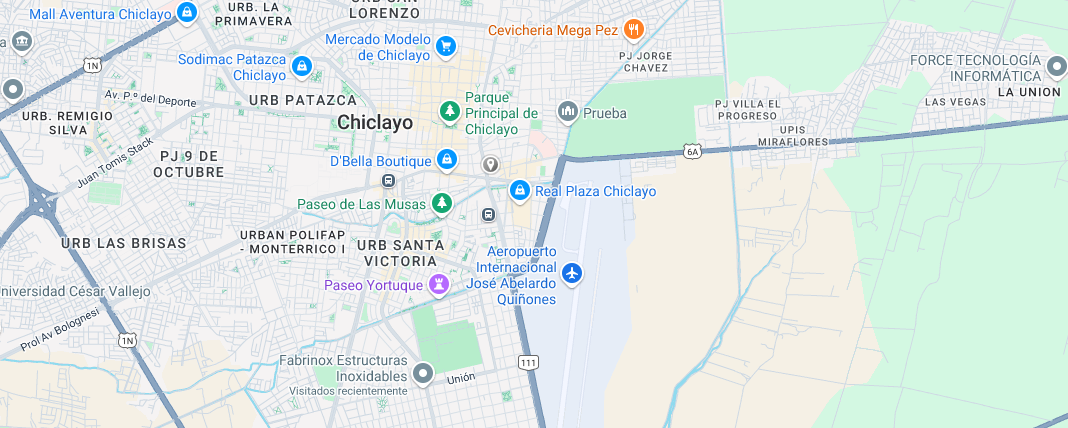 Mall Aventura Chiclayo
URB. LA
PRIMAVERA
URB SAN
LORENZO
Cevicheria Mega Pez
Mercado Modelo
de Chiclayo
PJ JORGE
CHAVEZ
Sodimac Patazca
Chiclayo
1N
FORCE TECNOLOGÍA
INFORMÁTICA
LA UNION
LAS VEGAS
PJ VILLA EL
PROGRESO
UPIS
MIRAFLORES
Av. P.º del Deporte
URB PATAZCA
Parque
Principal de
Chiclayo
Prueba
URB. REMIGIO
SILVA
Chiclayo
Juan Tomis Stack
PJ 9 DE
OCTUBRE
D'Bella Boutique
6A
Real Plaza Chiclayo
Paseo de Las Musas
URB LAS BRISAS
URBAN POLIFAP
- MONTERRICO I
URB SANTA
VICTORIA
Aeropuerto
Internacional
José Abelardo
Quiñones
Universidad César Vallejo
Paseo Yortuque
Prol Av Bolognesi
1N
111
Fabrinox Estructuras
Inoxidables
Visitados recientemente
Unión